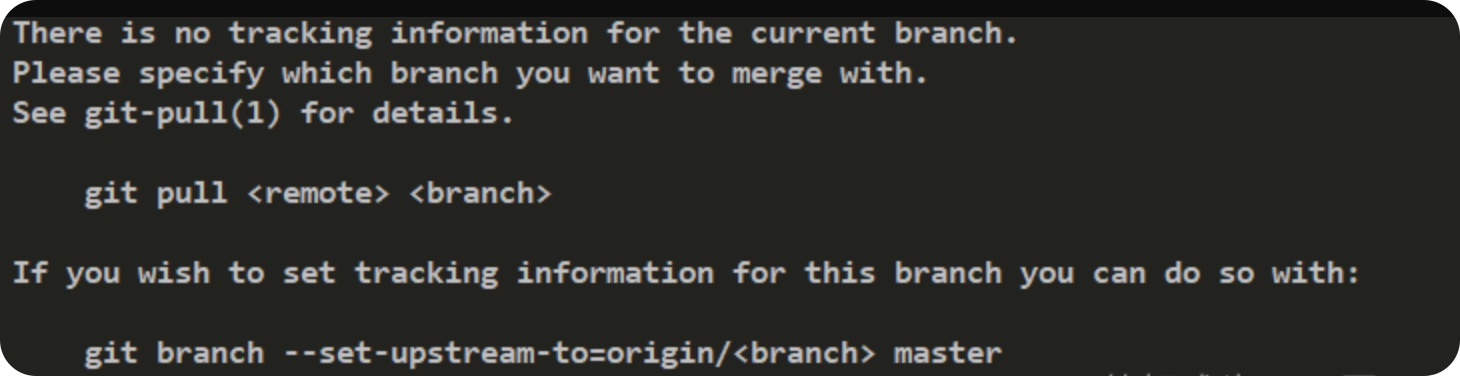 There is no tracking information for the current branch.
Please specify which branch you want to merge with.
See git-pull(1) for details.
git pull <remote> <branch>
If you wish to set tracking information for this branch you can do so with:
git branch --set-upstream-to=origin/<branch> master